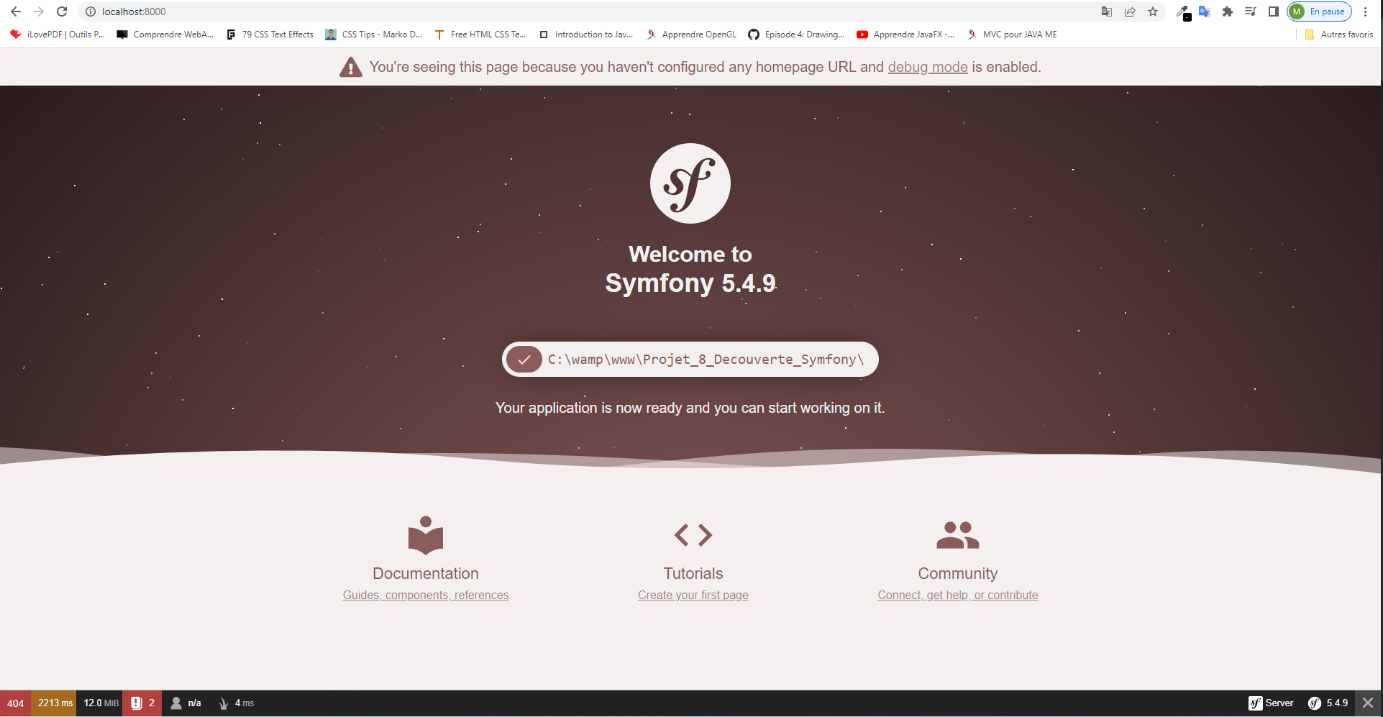 localhost:8000
En pause
iLovePDF | Outils P...
Comprendre WebA...
79 CSS Text Effects
CSS Tips - Marko D...
Free HTML CSS Te...
Introduction to Jav...
Apprendre OpenGL
Episode 4: Drawing...
Apprendre JavaFX -...
MVC pour JAVA ME
Autres favoris
You're seeing this page because you haven't configured any homepage URL and debug mode is enabled.
sf
Welcome to
Symfony 5.4.9
C:\wamp\www\Projet_8_Decouverte_Symfony\
Your application is now ready and you can start working on it.
Documentation
Guides, components, references
Tutorials
Create your first page
Community
Connect, get help, or contribute
404 2213 ms 12.0 MiB 2 n/a 4 ms
sf Server sf 5.4.9